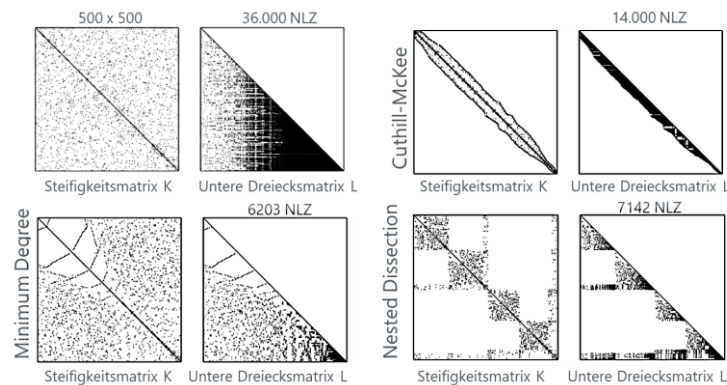 500 x 500
36.000 NLZ
Steifigkeitsmatrix K
Untere Dreiecksmatrix L
14.000 NLZ
Cuthill-McKee
Steifigkeitsmatrix K
Untere Dreiecksmatrix L
6203 NLZ
Minimum Degree
Steifigkeitsmatrix K
Untere Dreiecksmatrix L
7142 NLZ
Nested Dissection
Steifigkeitsmatrix K
Untere Dreiecksmatrix L